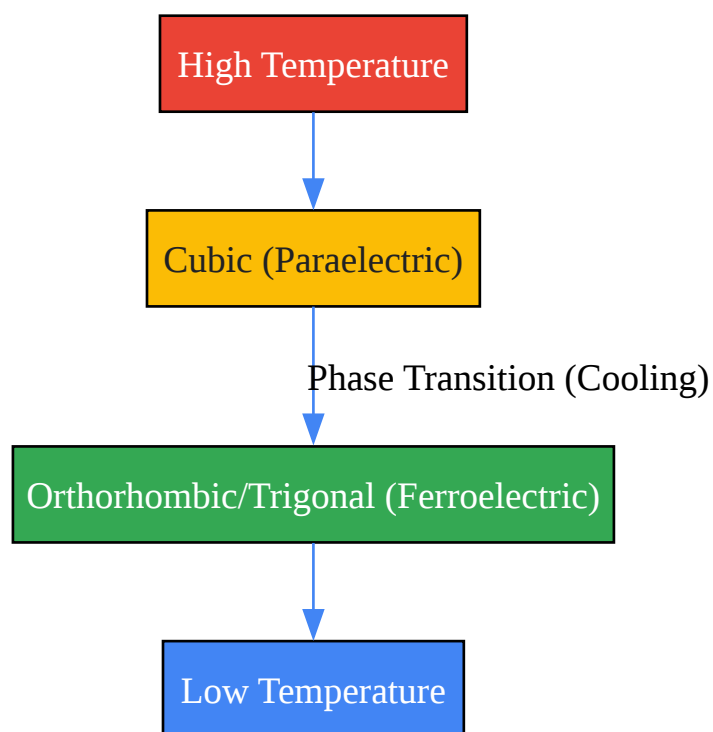 High Temperature
Cubic (Paraelectric)
Phase Transition (Cooling)
Orthorhombic/Trigonal (Ferroelectric)
Low Temperature